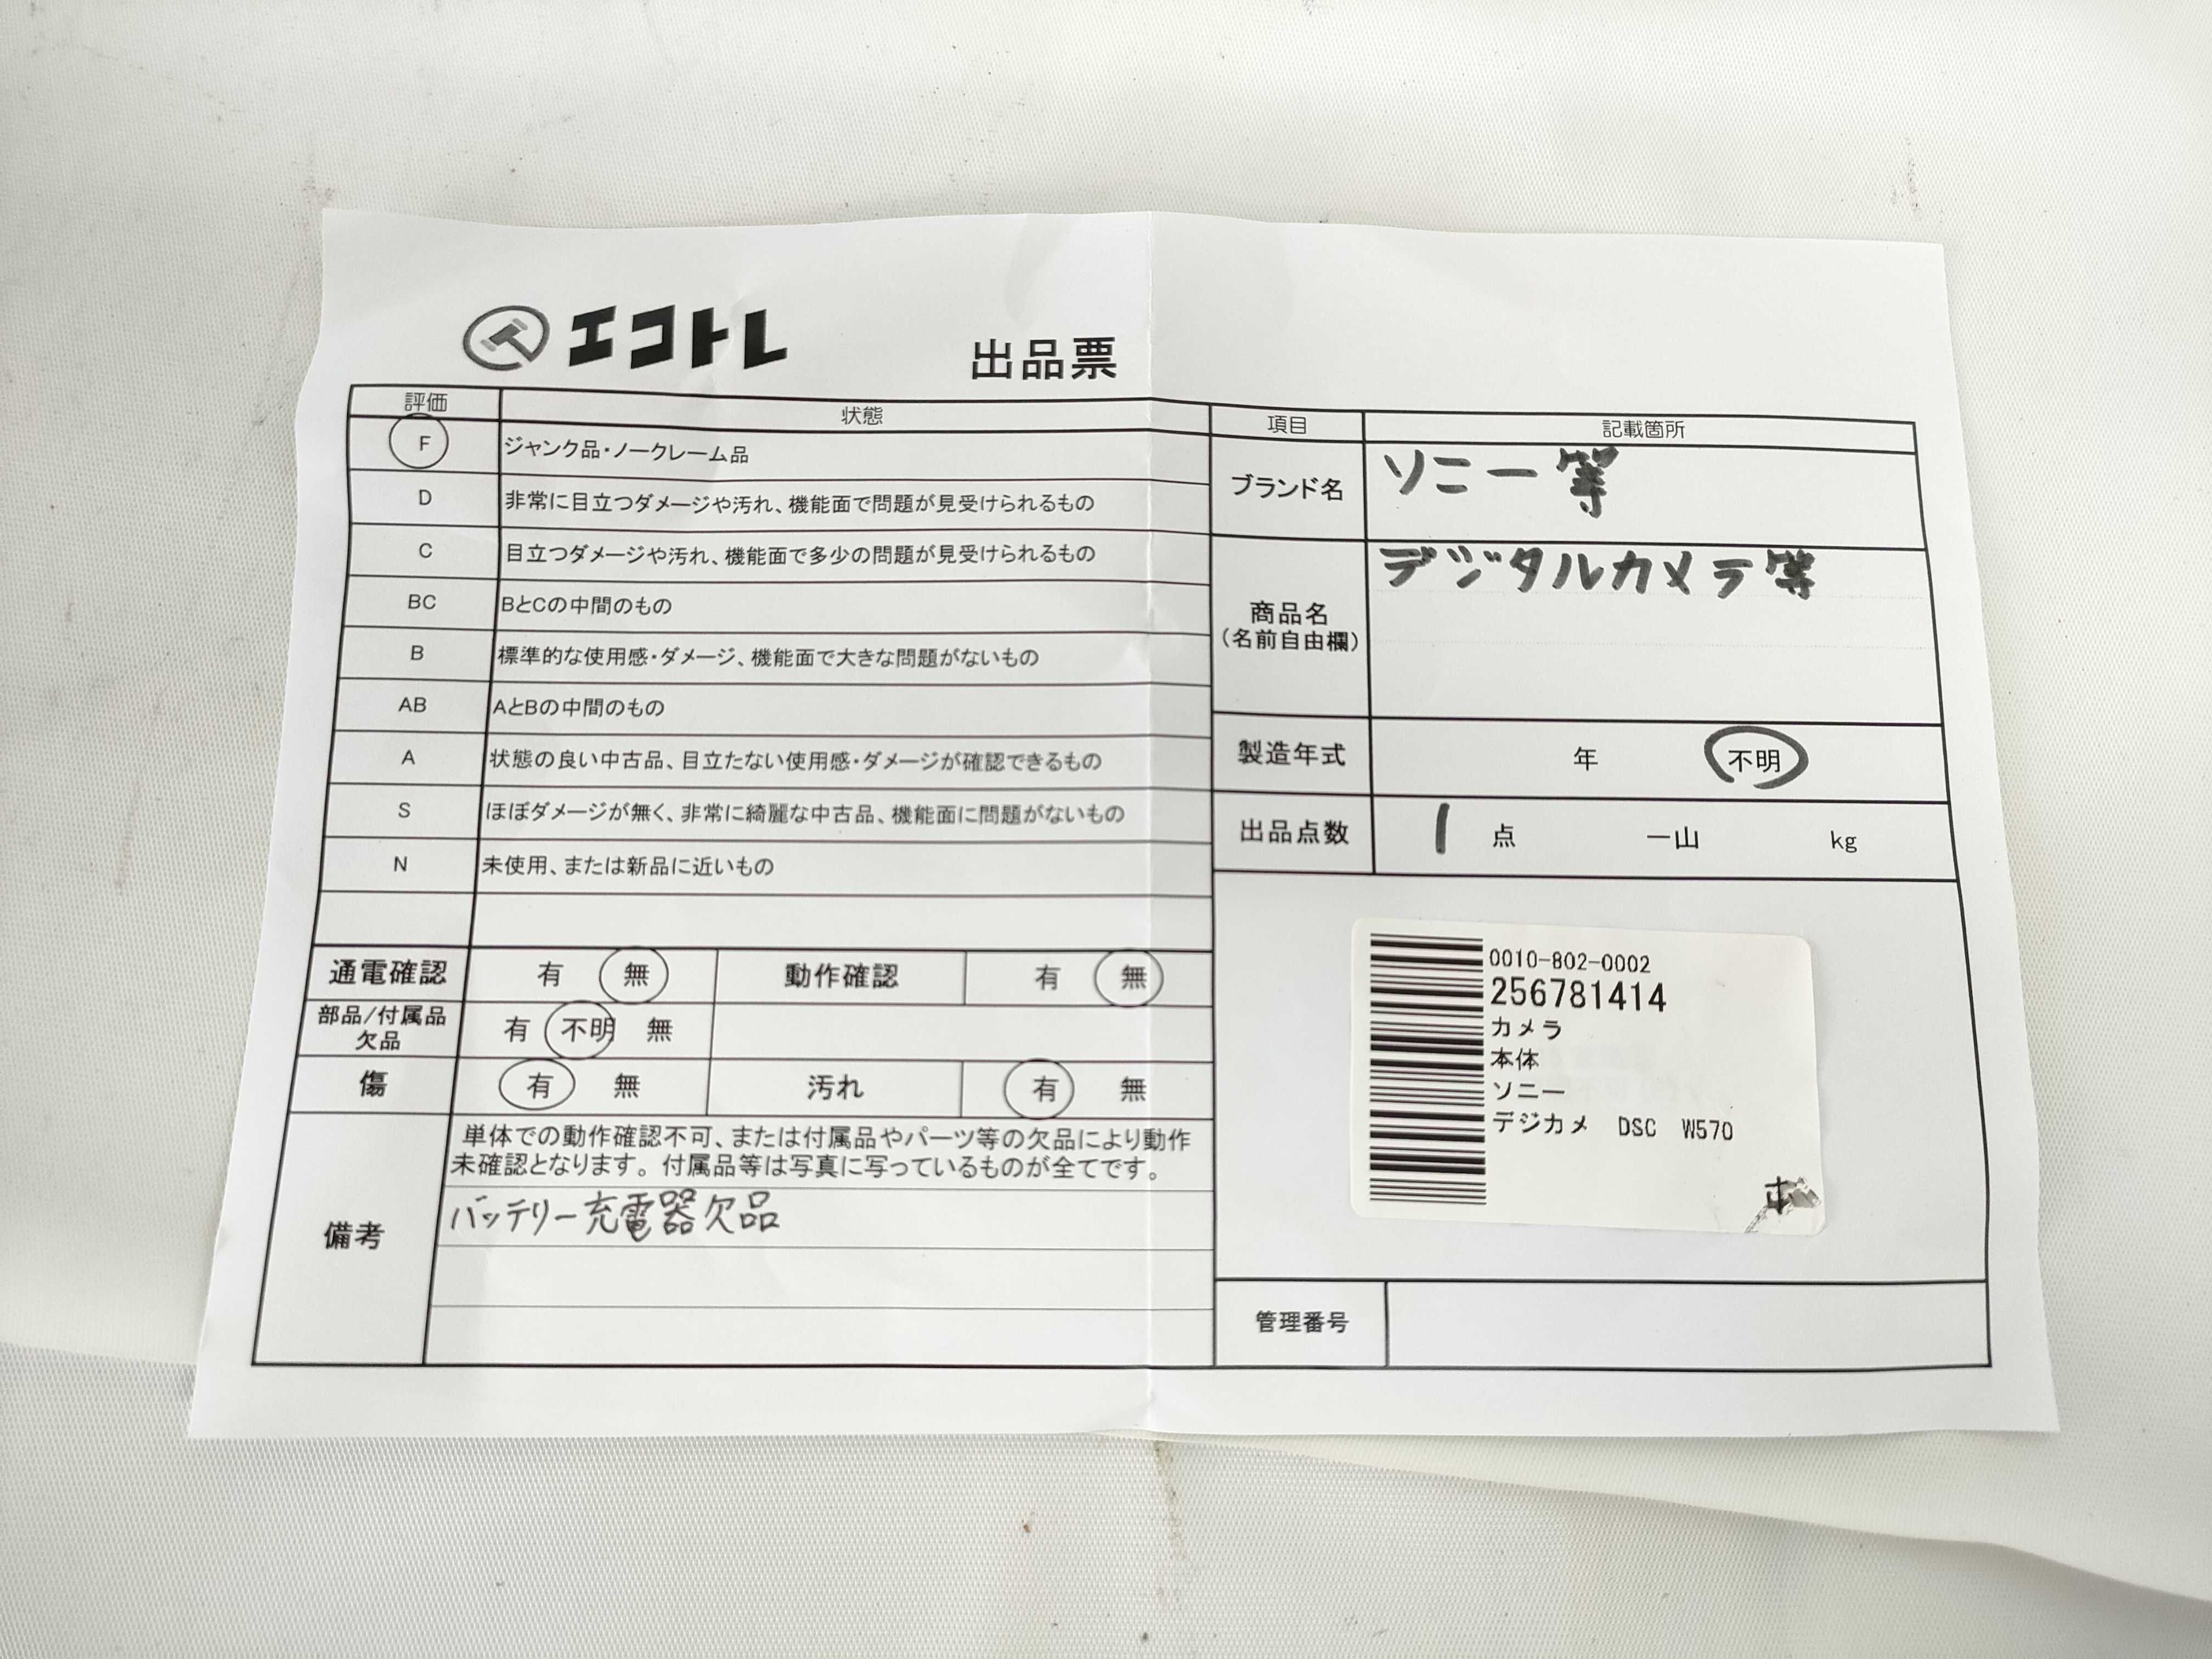 エコトレ
出品票
評価 状態
F ジャンク品・ノークレーム品
D 非常に目立つダメージや汚れ、機能面で問題が見受けられるもの
C 目立つダメージや汚れ、機能面で多少の問題が見受けられるもの
BC BとCの中間のもの
B 標準的な使用感・ダメージ、機能面で大きな問題がないもの
AB AとBの中間のもの
A 状態の良い中古品、目立たない使用感・ダメージが確認できるもの
S ほぼダメージが無く、非常に綺麗な中古品、機能面に問題がないもの
N 未使用、または新品に近いもの
通電確認 有 無 動作確認 有 無
部品/付属品
欠品
有 不明 無
傷 有 無 汚れ 有 無
備考
単体での動作確認不可、または付属品やパーツ等の欠品により動作
未確認となります。付属品等は写真に写っているものが全てです。
バッテリー充電器欠品
項目 記載箇所
ブランド名 ソニー等
商品名
(名前自由欄)
デジタルカメラ等
製造年式 年 不明
出品点数 1 点 一山 kg
0010-802-0002
256781414
カメラ
本体
ソニー
デジカメ DSC W570
管理番号